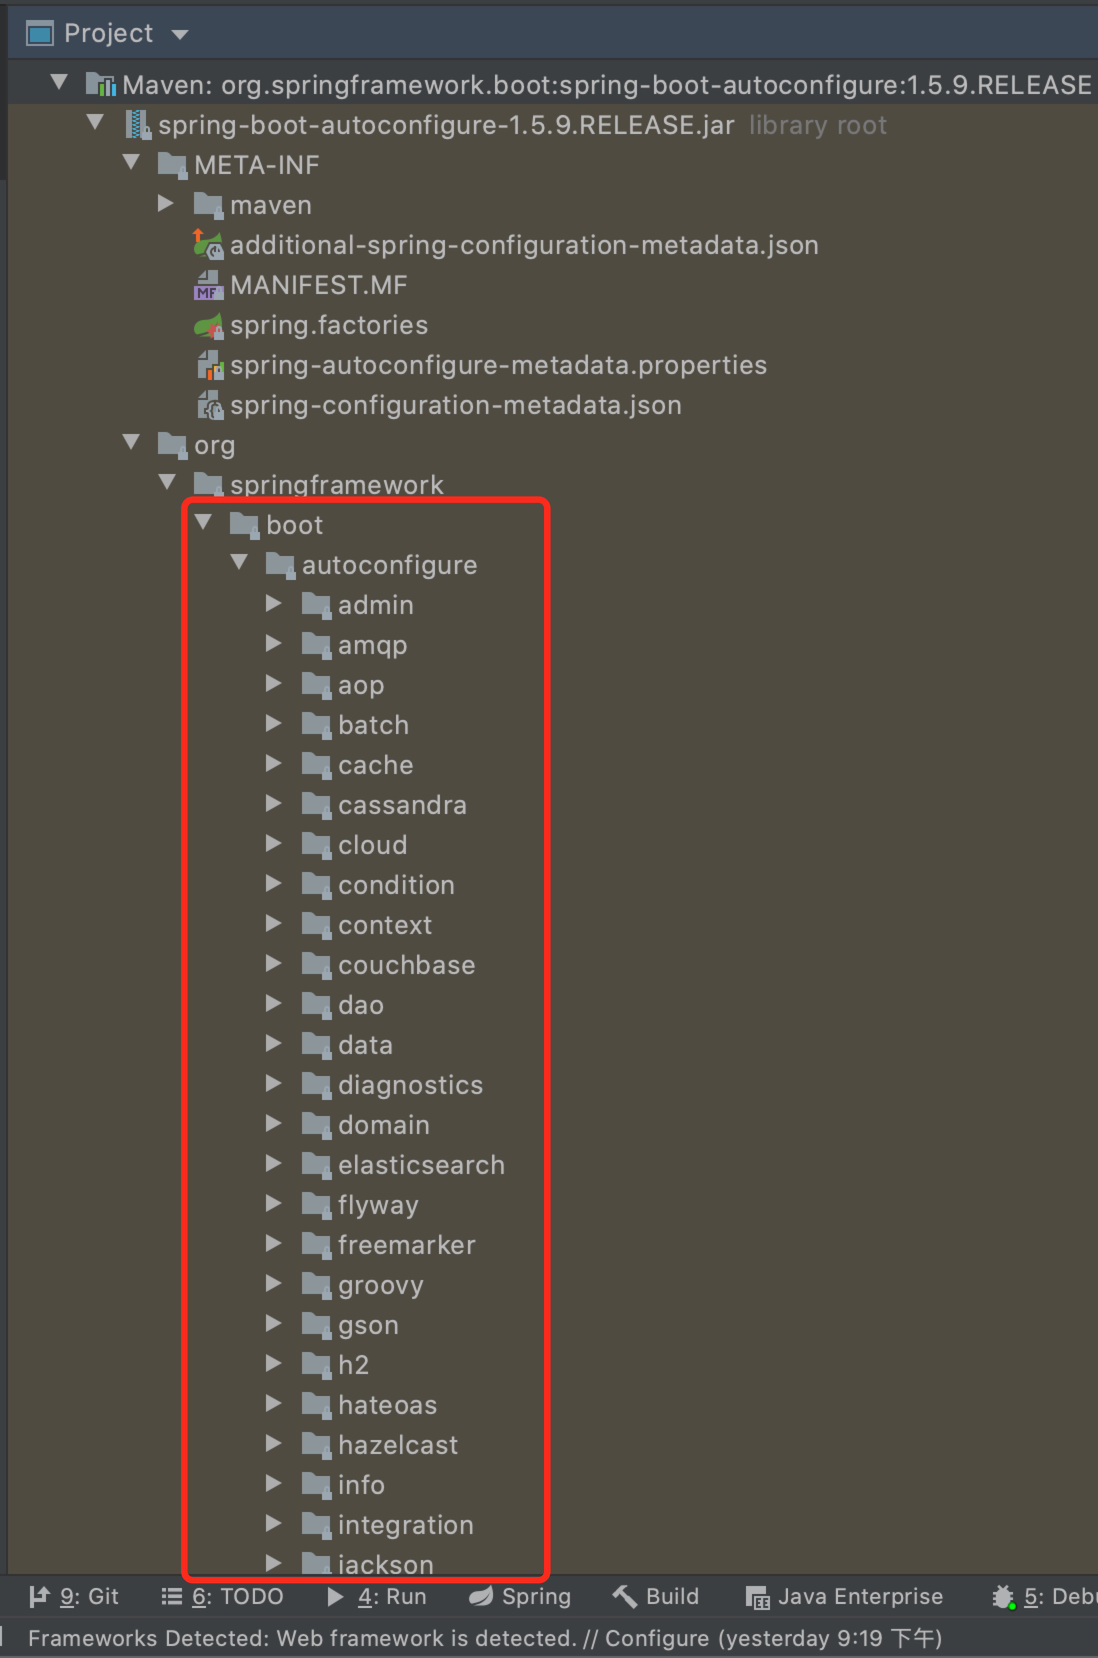 Project
Maven: org.springframework.boot:spring-boot-autoconfigure:1.5.9.RELEASE
spring-boot-autoconfigure-1.5.9.RELEASE.jar library root
META-INF
maven
additional-spring-configuration-metadata.json
MANIFEST.MF
spring.factories
spring-autoconfigure-metadata.properties
spring-configuration-metadata.json
org
springframework
boot
autoconfigure
admin
amqp
aop
batch
cache
cassandra
cloud
condition
context
couchbase
dao
data
diagnostics
domain
elasticsearch
flyway
freemarker
groovy
gson
h2
hateoas
hazelcast
info
integration
jackson
9: Git 6: TODO 4: Run Spring Build Java Enterprise 5: Debu
Frameworks Detected: Web framework is detected. // Configure (yesterday 9:19 下午)